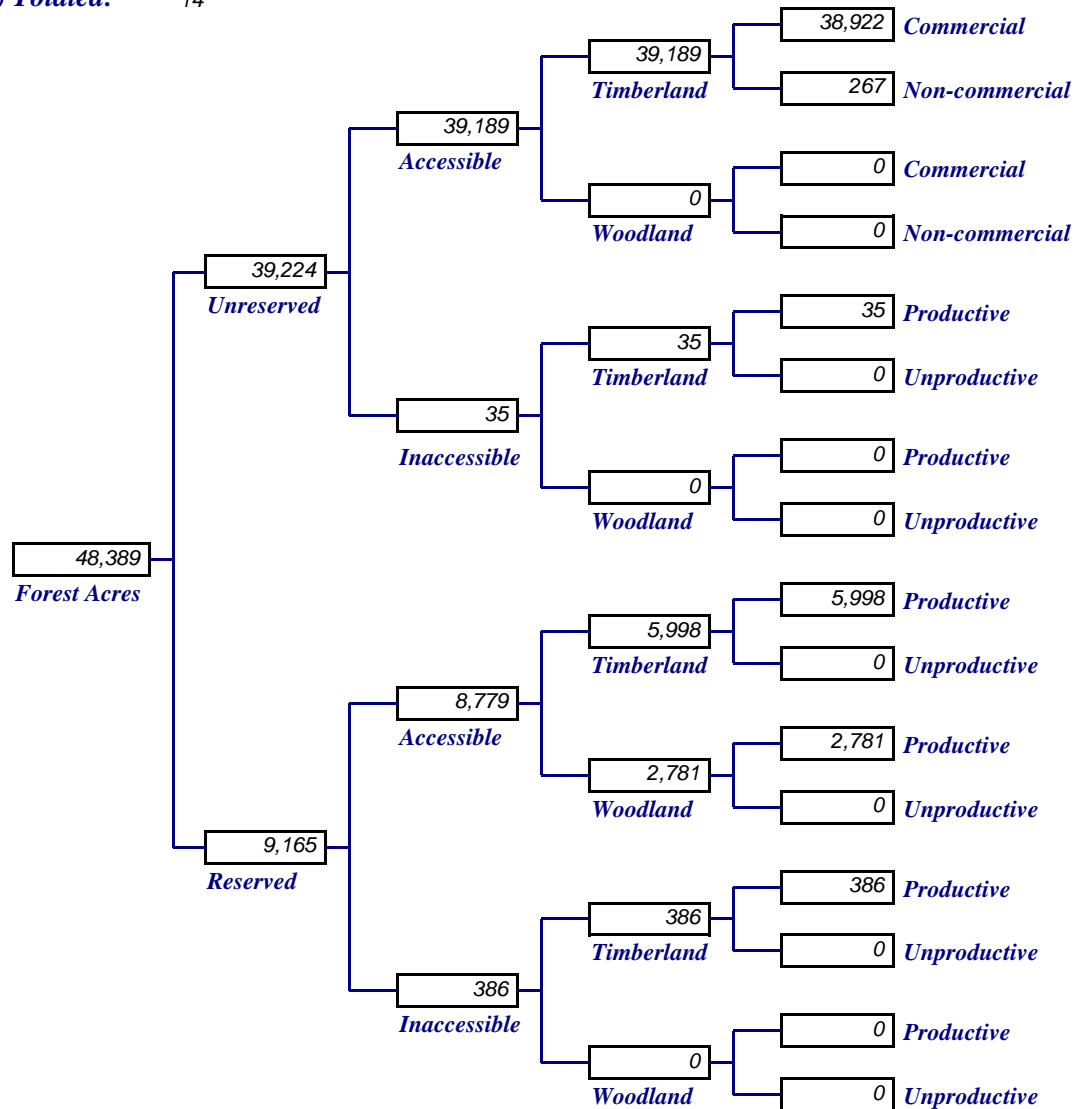 ) Totaled: 14
38,922 Commercial
39,189
Timberland
267 Non-commercial
39,189
Accessible
0 Commercial
0
Woodland
0 Non-commercial
39,224
Unreserved
35 Productive
35
Timberland
0 Unproductive
35
Inaccessible
0 Productive
0
Woodland
0 Unproductive
48,389
Forest Acres
5,998 Productive
5,998
Timberland
0 Unproductive
8,779
Accessible
2,781 Productive
2,781
Woodland
0 Unproductive
9,165
Reserved
386 Productive
386
Timberland
0 Unproductive
386
Inaccessible
0 Productive
0
Woodland
0 Unproductive